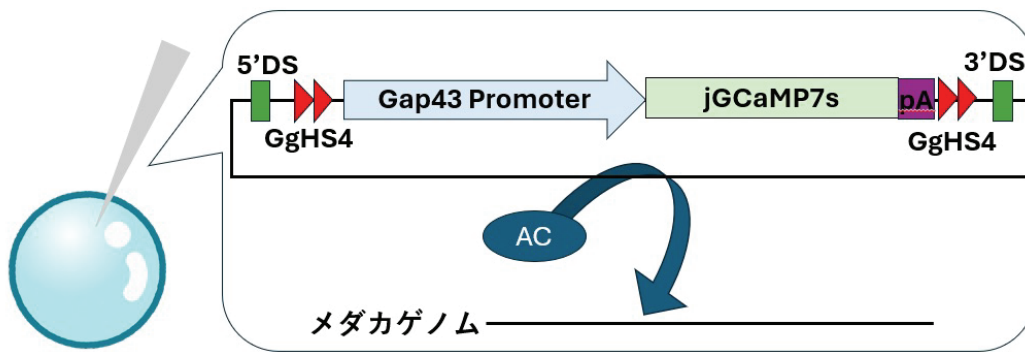 5'DS
3'DS
Gap43 Promoter
jGCaMP7s
pA
GgHS4
GgHS4
AC
メダカゲノム